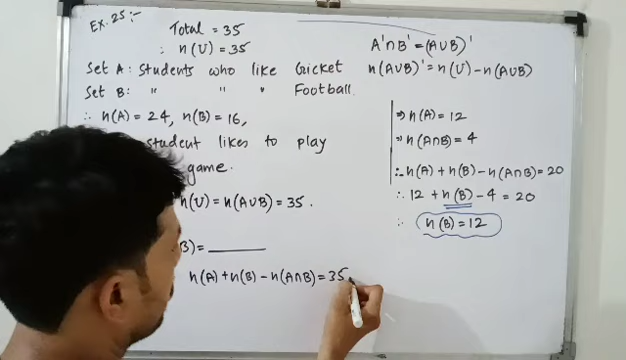 Ex. 25:-
Total = 35
∴ n(U) = 35
Set A: Students who like Cricket
Set B: " " " Football.
∴ n(A) = 24, n(B) = 16,
student likes to play
game.
n(U) = n(A∪B) = 35.
B) = ______
n(A) + n(B) - n(A∩B) = 35
A'∩B' = (A∪B)'
n(A∪B)' = n(U) - n(A∪B)
⇒ n(A) = 12
⇒ n(A∩B) = 4
∴ n(A) + n(B) - n(A∩B) = 20
∴ 12 + n(B) - 4 = 20
∴ n(B) = 12